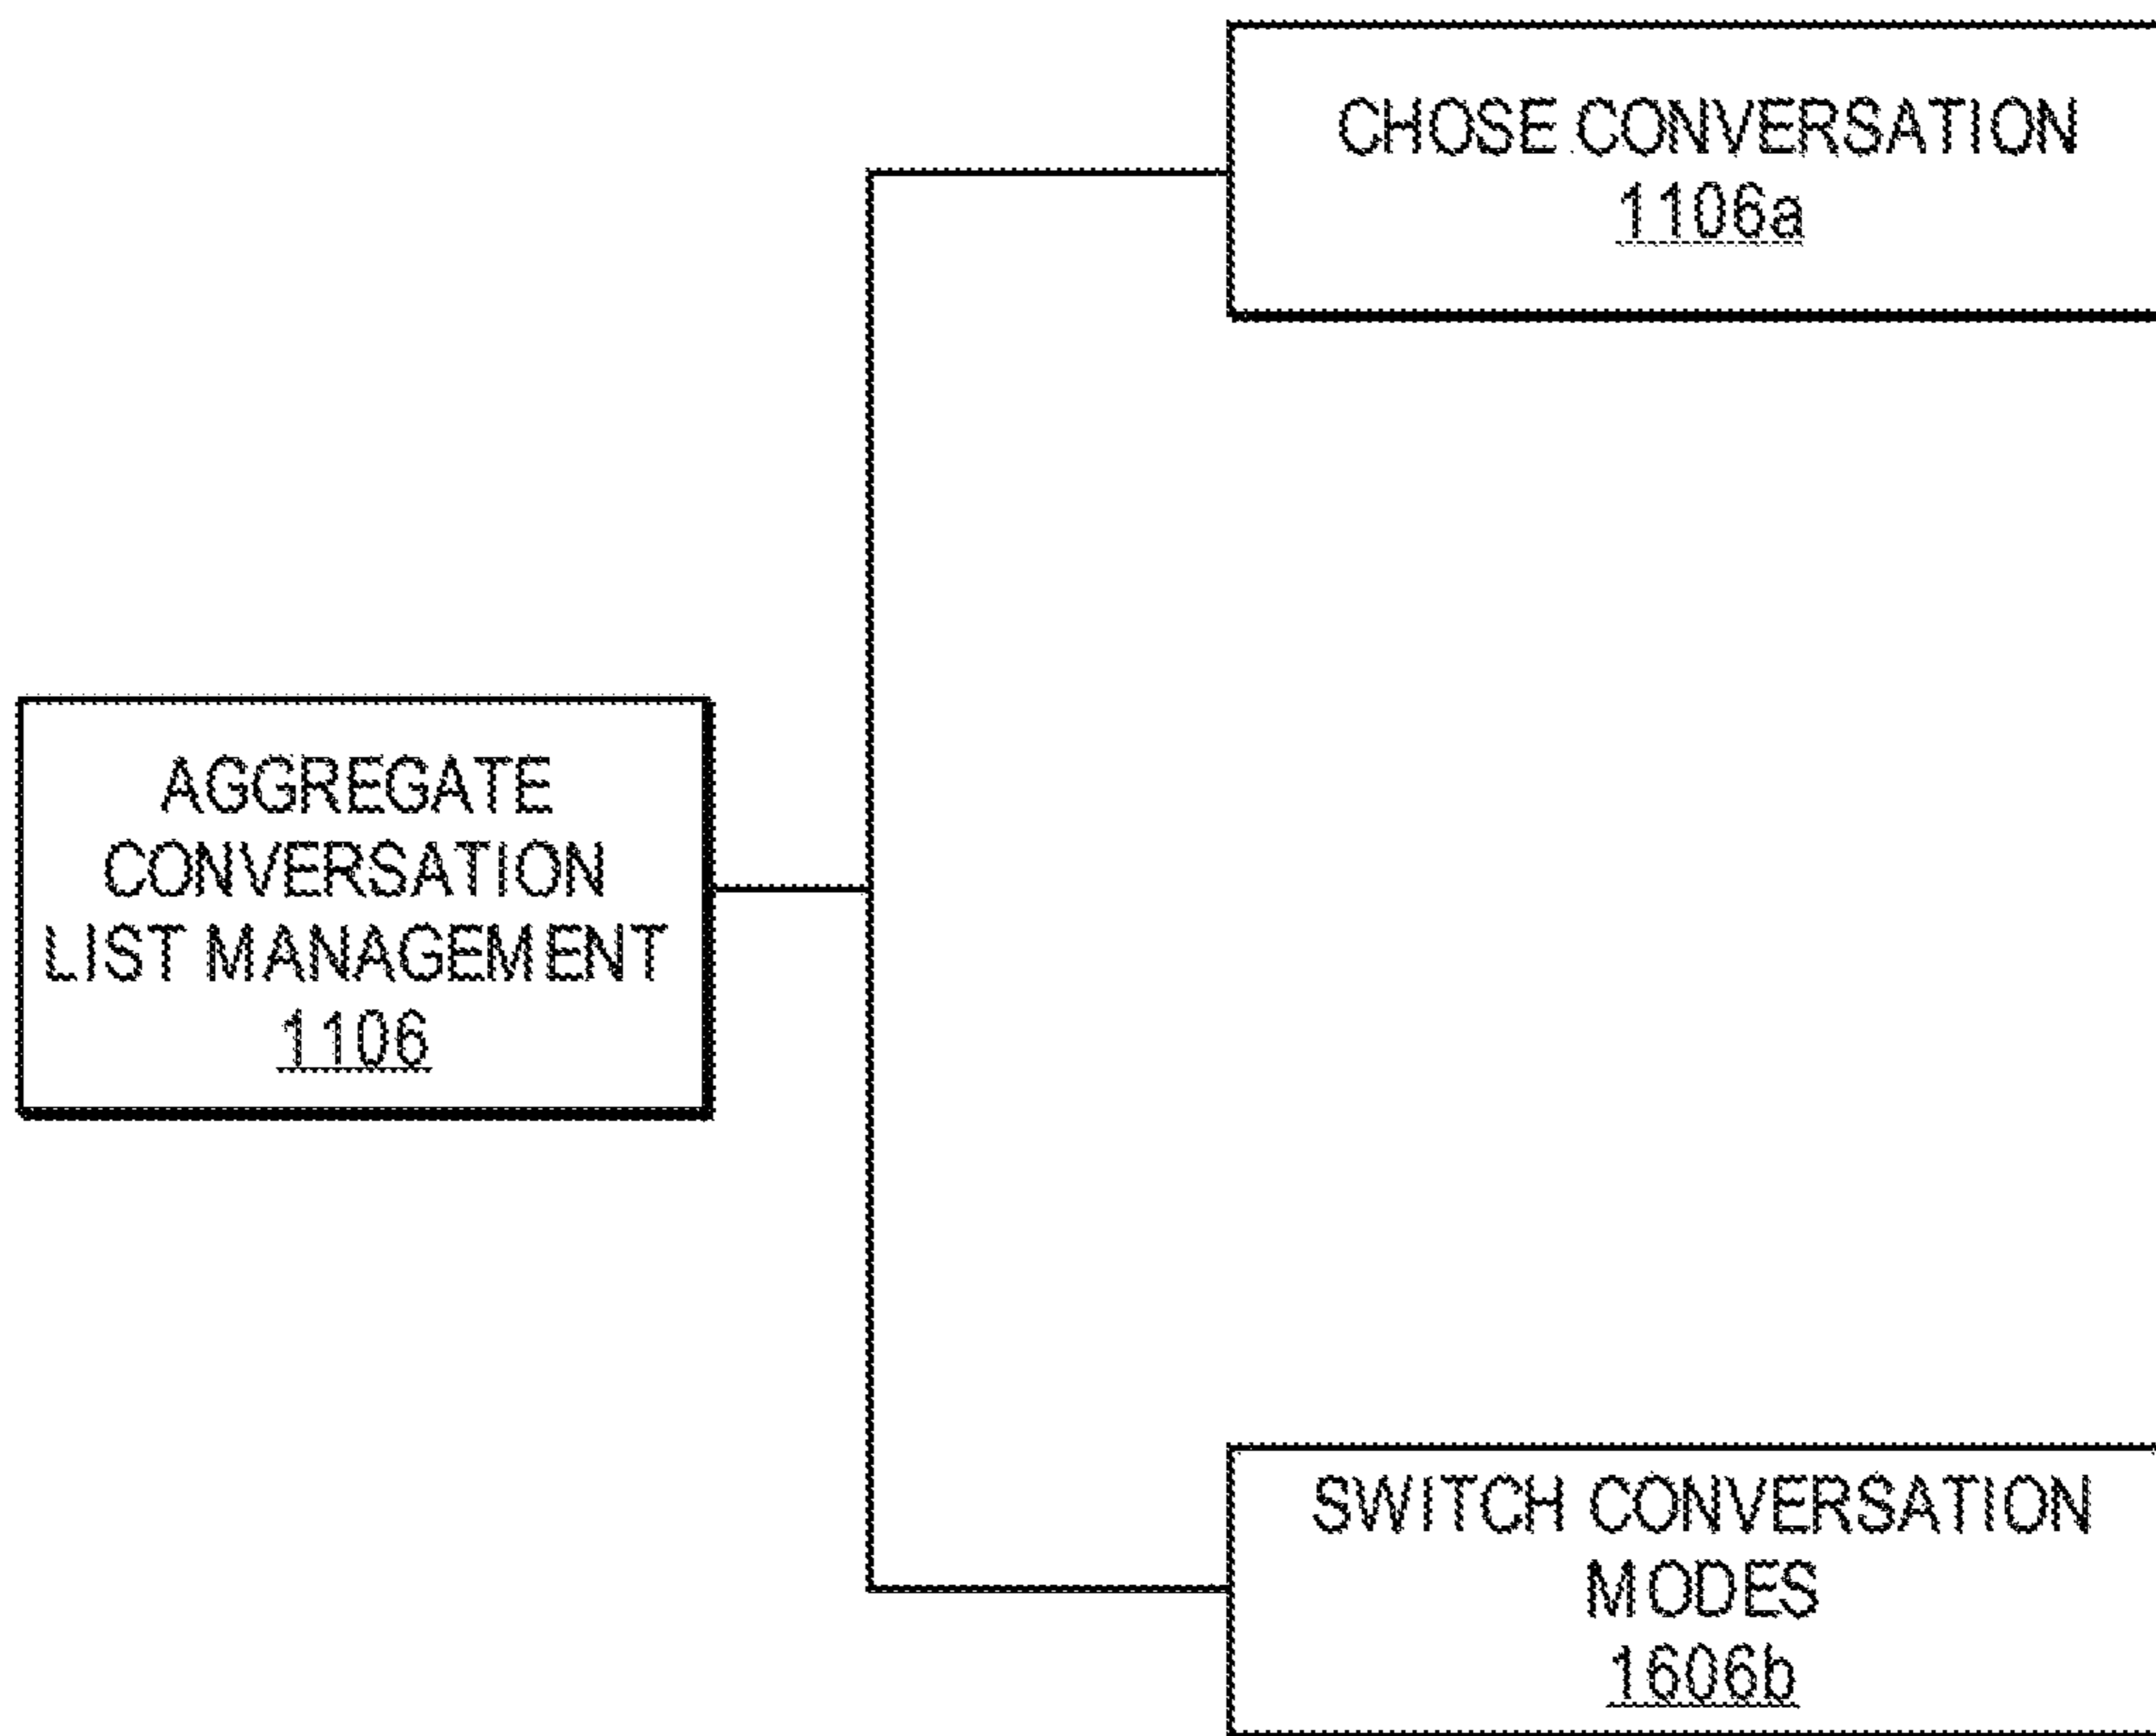 CHOSE CONVERSATION
1106a
AGGREGATE
CONVERSATION
LIST MANAGEMENT
1106
SWITCH CONVERSATION
MODES
1606b